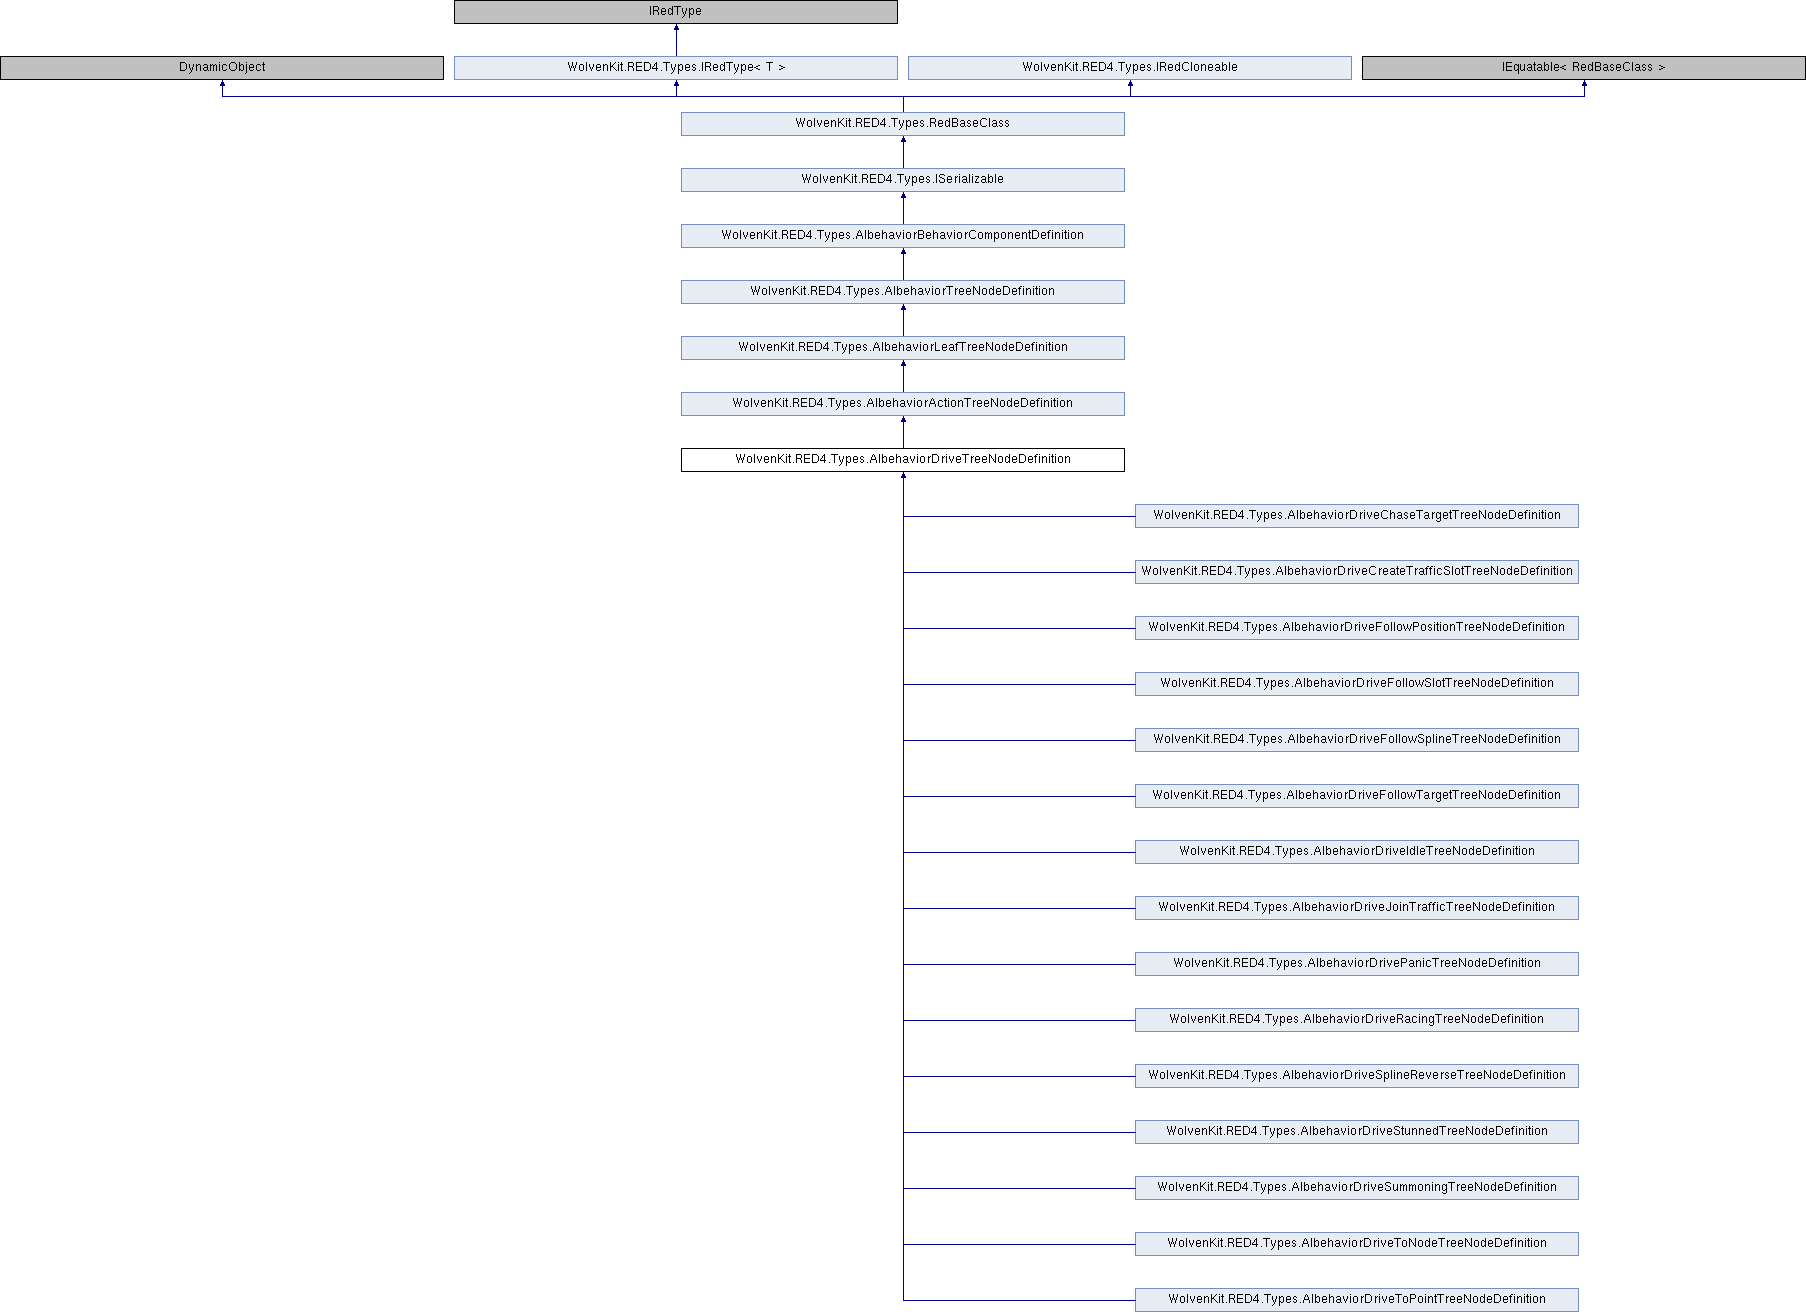 IRedType
DynamicObject
WolvenKit.RED4.Types.IRedType< T >
WolvenKit.RED4.Types.IRedCloneable
IEquatable< RedBaseClass >
WolvenKit.RED4.Types.RedBaseClass
WolvenKit.RED4.Types.ISerializable
WolvenKit.RED4.Types.AIbehaviorBehaviorComponentDefinition
WolvenKit.RED4.Types.AIbehaviorTreeNodeDefinition
WolvenKit.RED4.Types.AIbehaviorLeafTreeNodeDefinition
WolvenKit.RED4.Types.AIbehaviorActionTreeNodeDefinition
WolvenKit.RED4.Types.AIbehaviorDriveTreeNodeDefinition
WolvenKit.RED4.Types.AIbehaviorDriveChaseTargetTreeNodeDefinition
WolvenKit.RED4.Types.AIbehaviorDriveCreateTrafficSlotTreeNodeDefinition
WolvenKit.RED4.Types.AIbehaviorDriveFollowPositionTreeNodeDefinition
WolvenKit.RED4.Types.AIbehaviorDriveFollowSlotTreeNodeDefinition
WolvenKit.RED4.Types.AIbehaviorDriveFollowSplineTreeNodeDefinition
WolvenKit.RED4.Types.AIbehaviorDriveFollowTargetTreeNodeDefinition
WolvenKit.RED4.Types.AIbehaviorDriveIdleTreeNodeDefinition
WolvenKit.RED4.Types.AIbehaviorDriveJoinTrafficTreeNodeDefinition
WolvenKit.RED4.Types.AIbehaviorDrivePanicTreeNodeDefinition
WolvenKit.RED4.Types.AIbehaviorDriveRacingTreeNodeDefinition
WolvenKit.RED4.Types.AIbehaviorDriveSplineReverseTreeNodeDefinition
WolvenKit.RED4.Types.AIbehaviorDriveStunnedTreeNodeDefinition
WolvenKit.RED4.Types.AIbehaviorDriveSummoningTreeNodeDefinition
WolvenKit.RED4.Types.AIbehaviorDriveToNodeTreeNodeDefinition
WolvenKit.RED4.Types.AIbehaviorDriveToPointTreeNodeDefinition